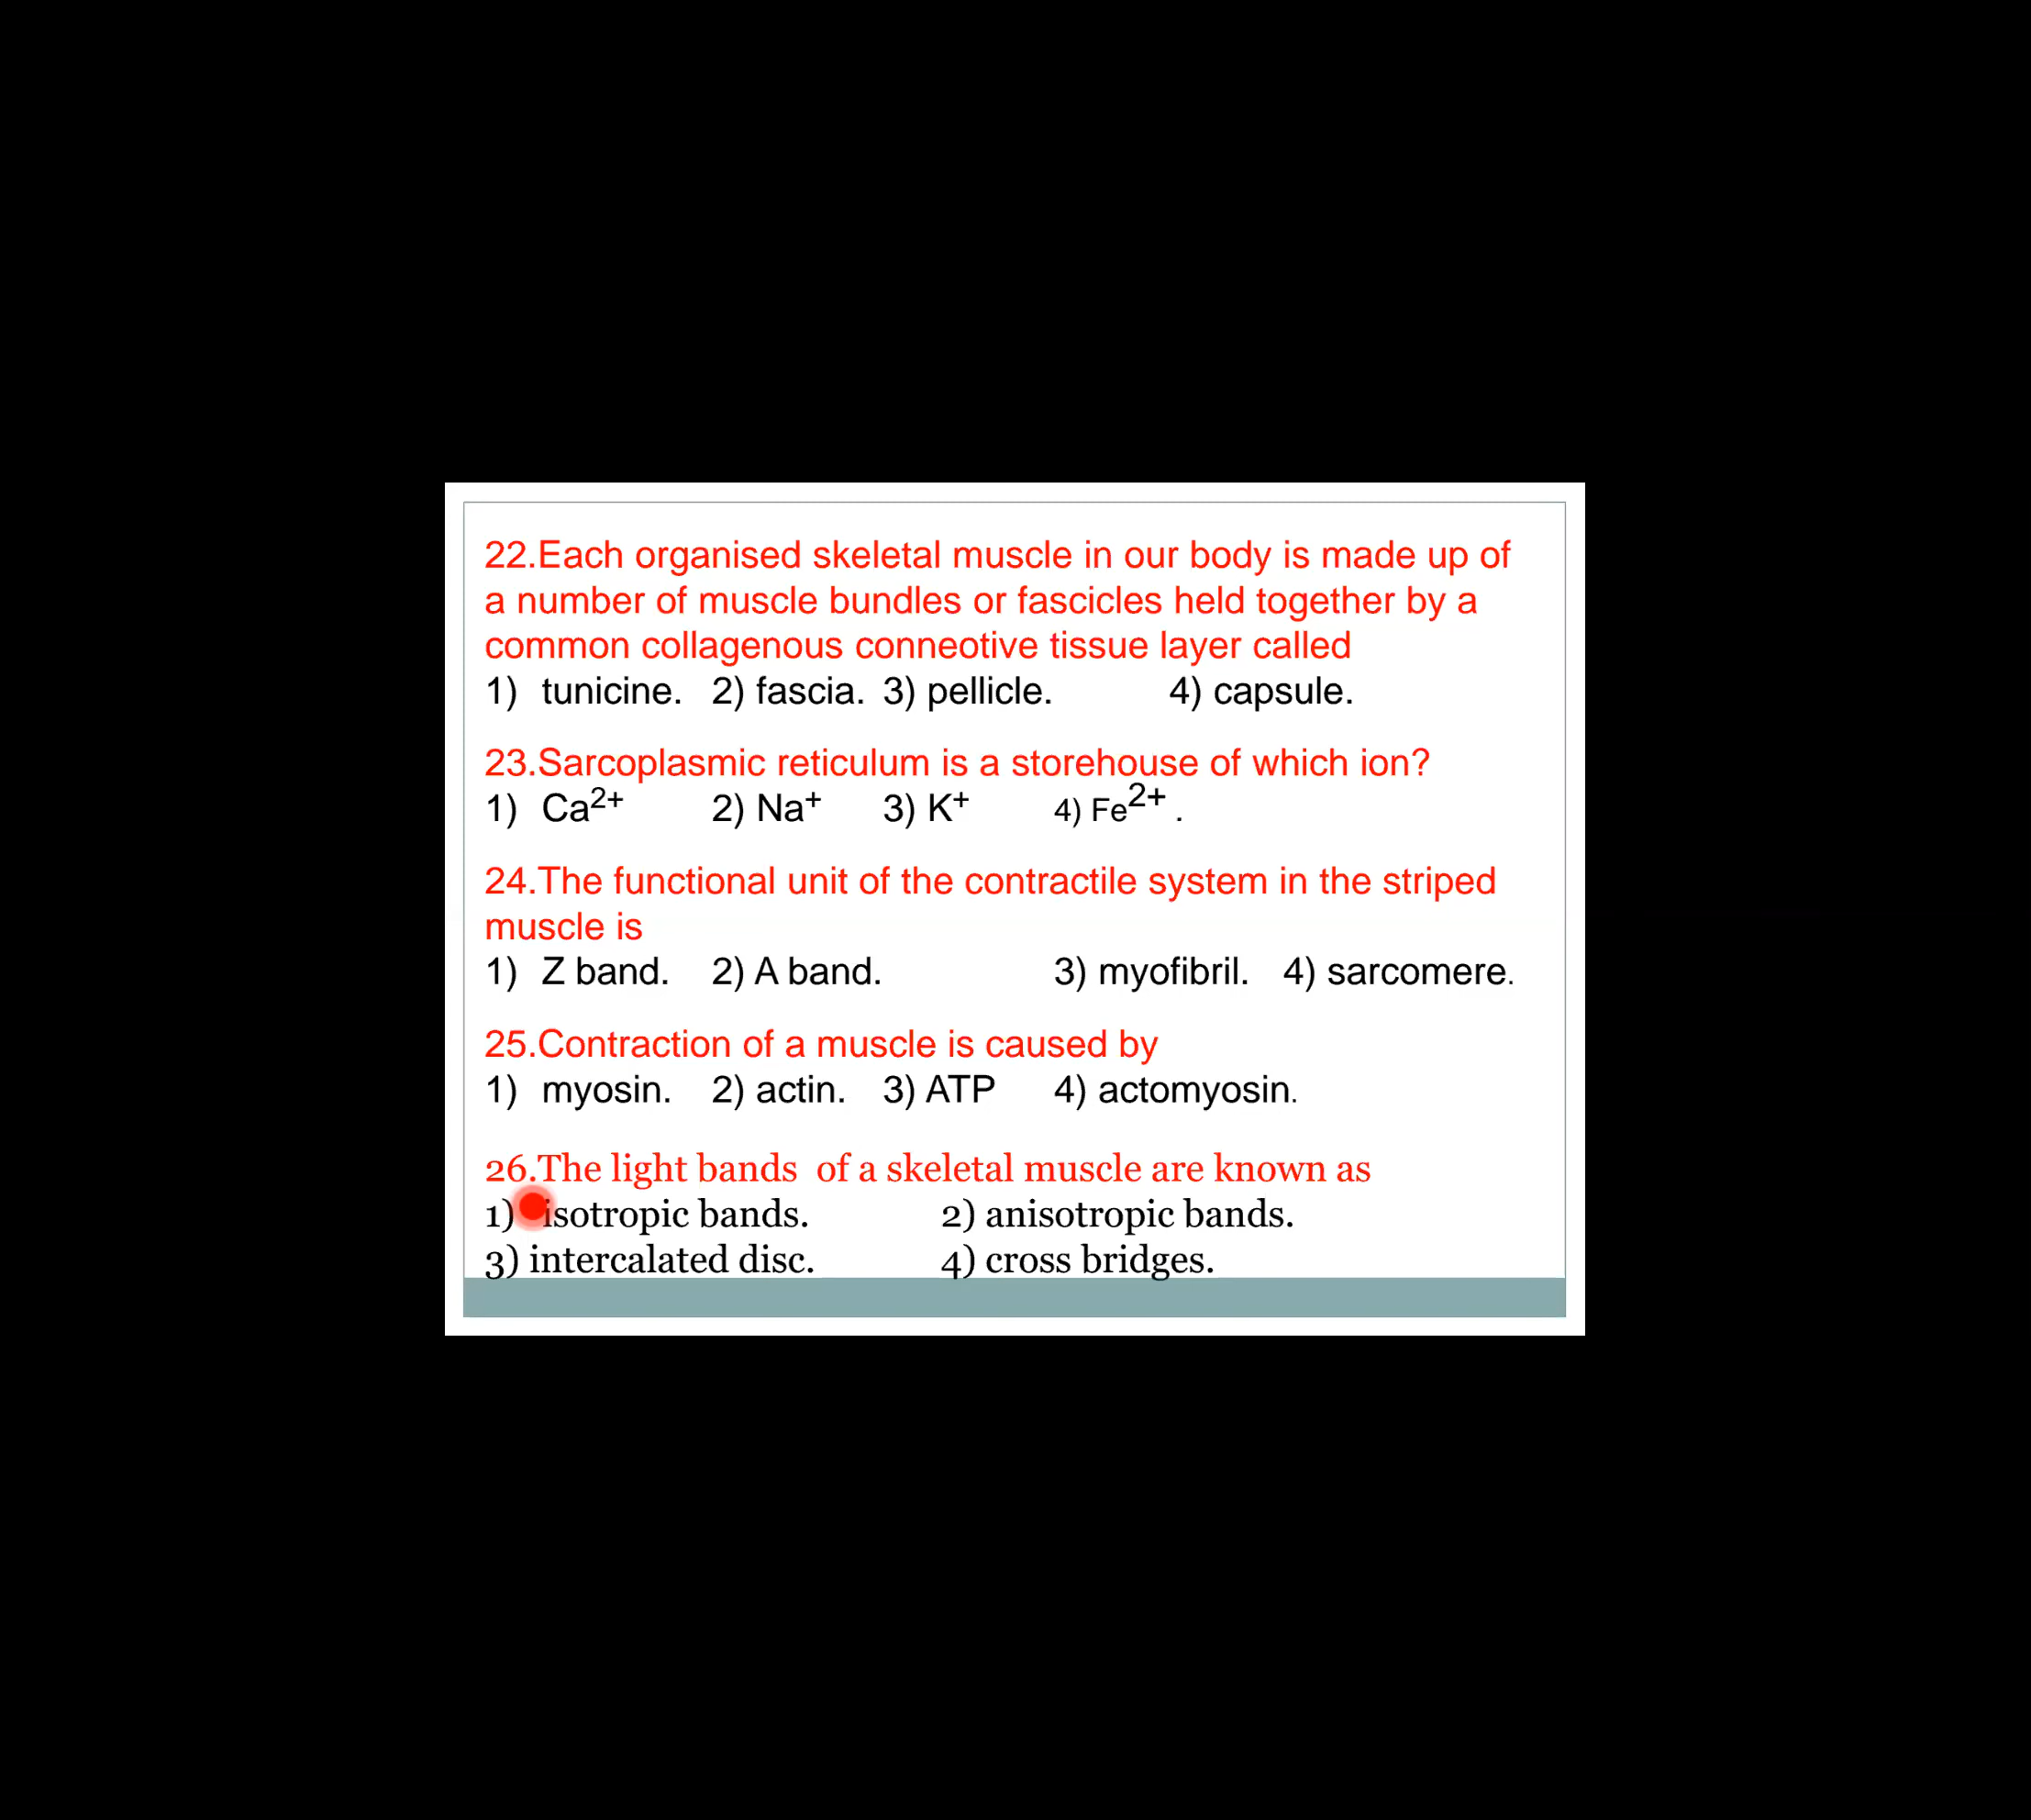 22.Each organised skeletal muscle in our body is made up of
a number of muscle bundles or fascicles held together by a
common collagenous conneotive tissue layer called
1) tunicine. 2) fascia. 3) pellicle. 4) capsule.
23.Sarcoplasmic reticulum is a storehouse of which ion?
1) Ca²⁺ 2) Na⁺ 3) K⁺ 4) Fe²⁺ .
24.The functional unit of the contractile system in the striped
muscle is
1) Z band. 2) A band. 3) myofibril. 4) sarcomere.
25.Contraction of a muscle is caused by
1) myosin. 2) actin. 3) ATP 4) actomyosin.
26.The light bands of a skeletal muscle are known as
1) isotropic bands. 2) anisotropic bands.
3) intercalated disc. 4) cross bridges.